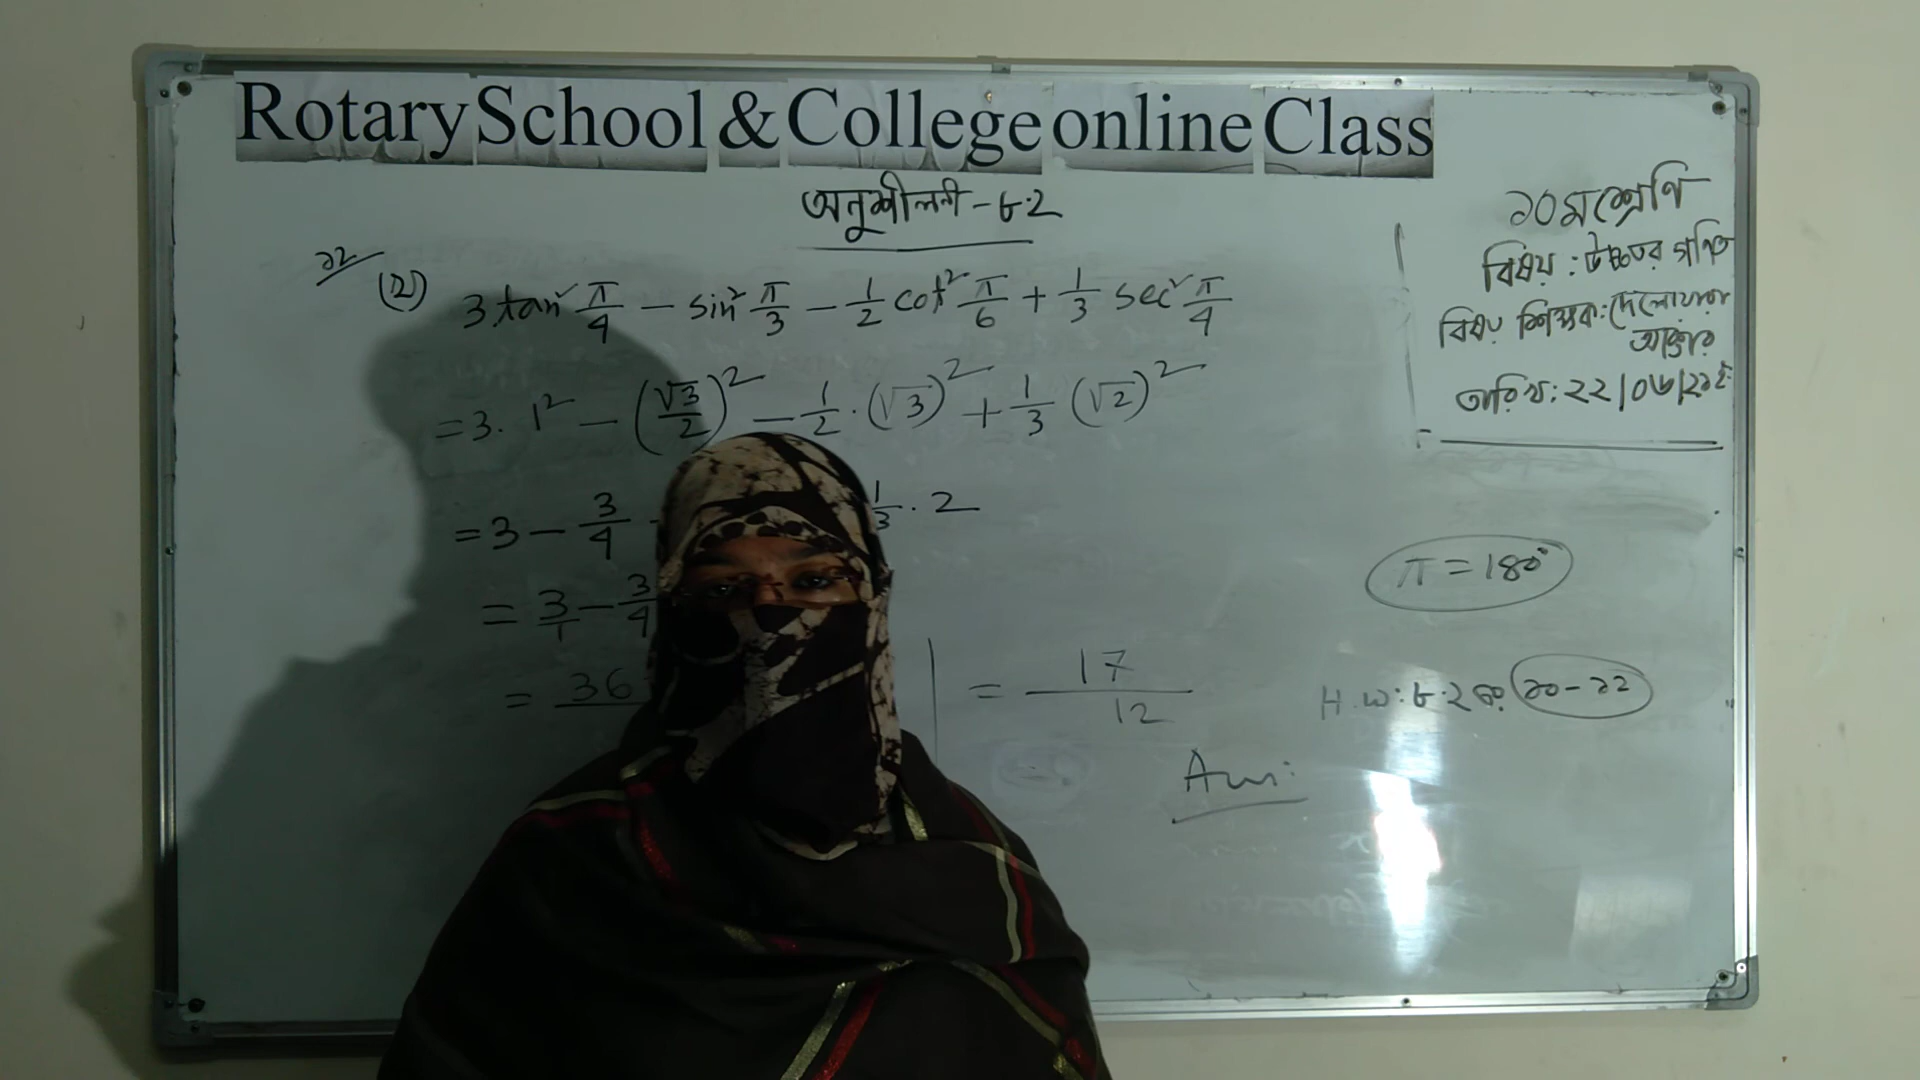 Rotary School & College online Class
অনুশীলনী - ৮.২
১০ম শ্রেণি
বিষয় : উচ্চতর গণিত
বিষয় শিক্ষক : দেলোয়ারা
আক্তার
তারিখ : ২২/০৬/২১ইং
১১ (২) 3 tan² π/4 - sin² π/3 - 1/2 cot² π/6 + 1/3 sec² π/4
= 3. 1² - (√3/2)² - 1/2 . (√3)² + 1/3 (√2)²
= 3 - 3/4 - 1/3 . 2
= 3/1 - 3/4
= 36
= 17/12
Ans:
π = 180°
H.W: ৮.২ ১০-১১